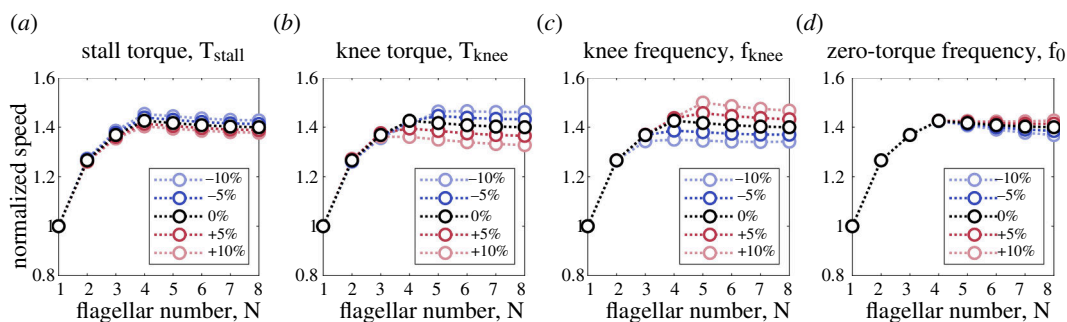 (a) (b) (c) (d)
stall torque, T_stall knee torque, T_knee knee frequency, f_knee zero-torque frequency, f_0
normalized speed
1.6 1.6 1.6 1.6
1.4 1.4 1.4 1.4
1.2 1.2 1.2 1.2
1 1 1 1
0.8 0.8 0.8 0.8
–10% –10% –10% –10%
–5% –5% –5% –5%
0% 0% 0% 0%
+5% +5% +5% +5%
+10% +10% +10% +10%
1 2 3 4 5 6 7 8 1 2 3 4 5 6 7 8 1 2 3 4 5 6 7 8 1 2 3 4 5 6 7 8
flagellar number, N flagellar number, N flagellar number, N flagellar number, N